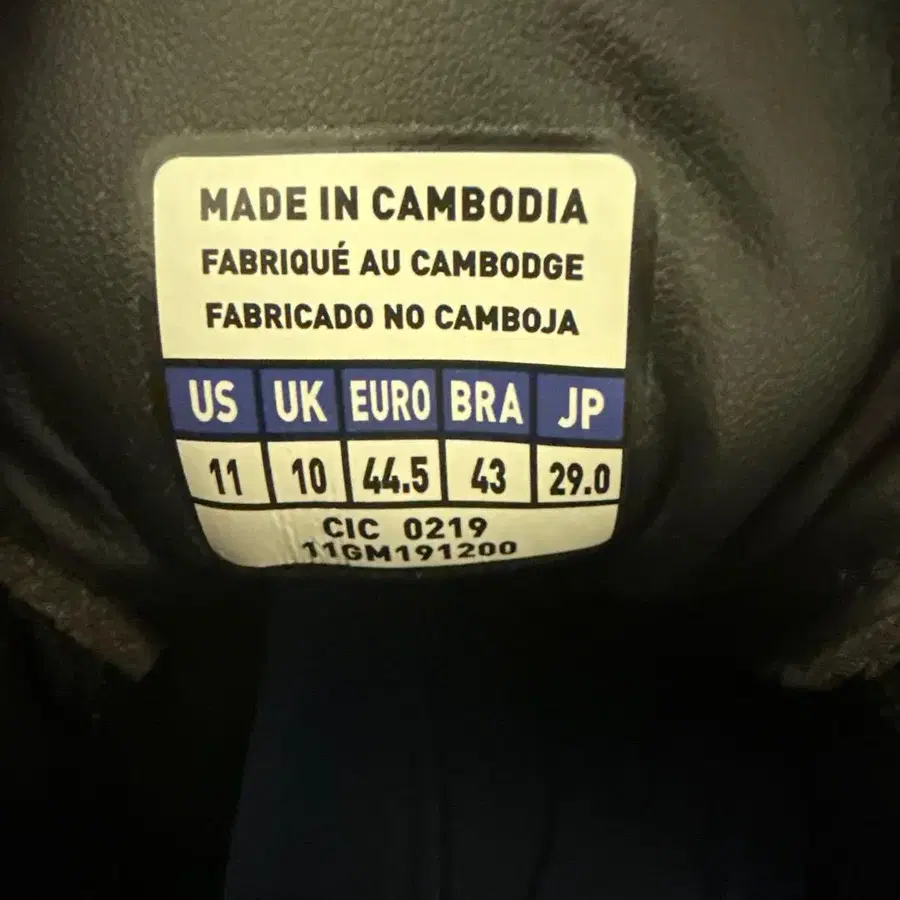 MADE IN CAMBODIA
FABRIQUÉ AU CAMBODGE
FABRICADO NO CAMBOJA
US UK EURO BRA JP
11 10 44.5 43 29.0
CIC 0219
11GM191200